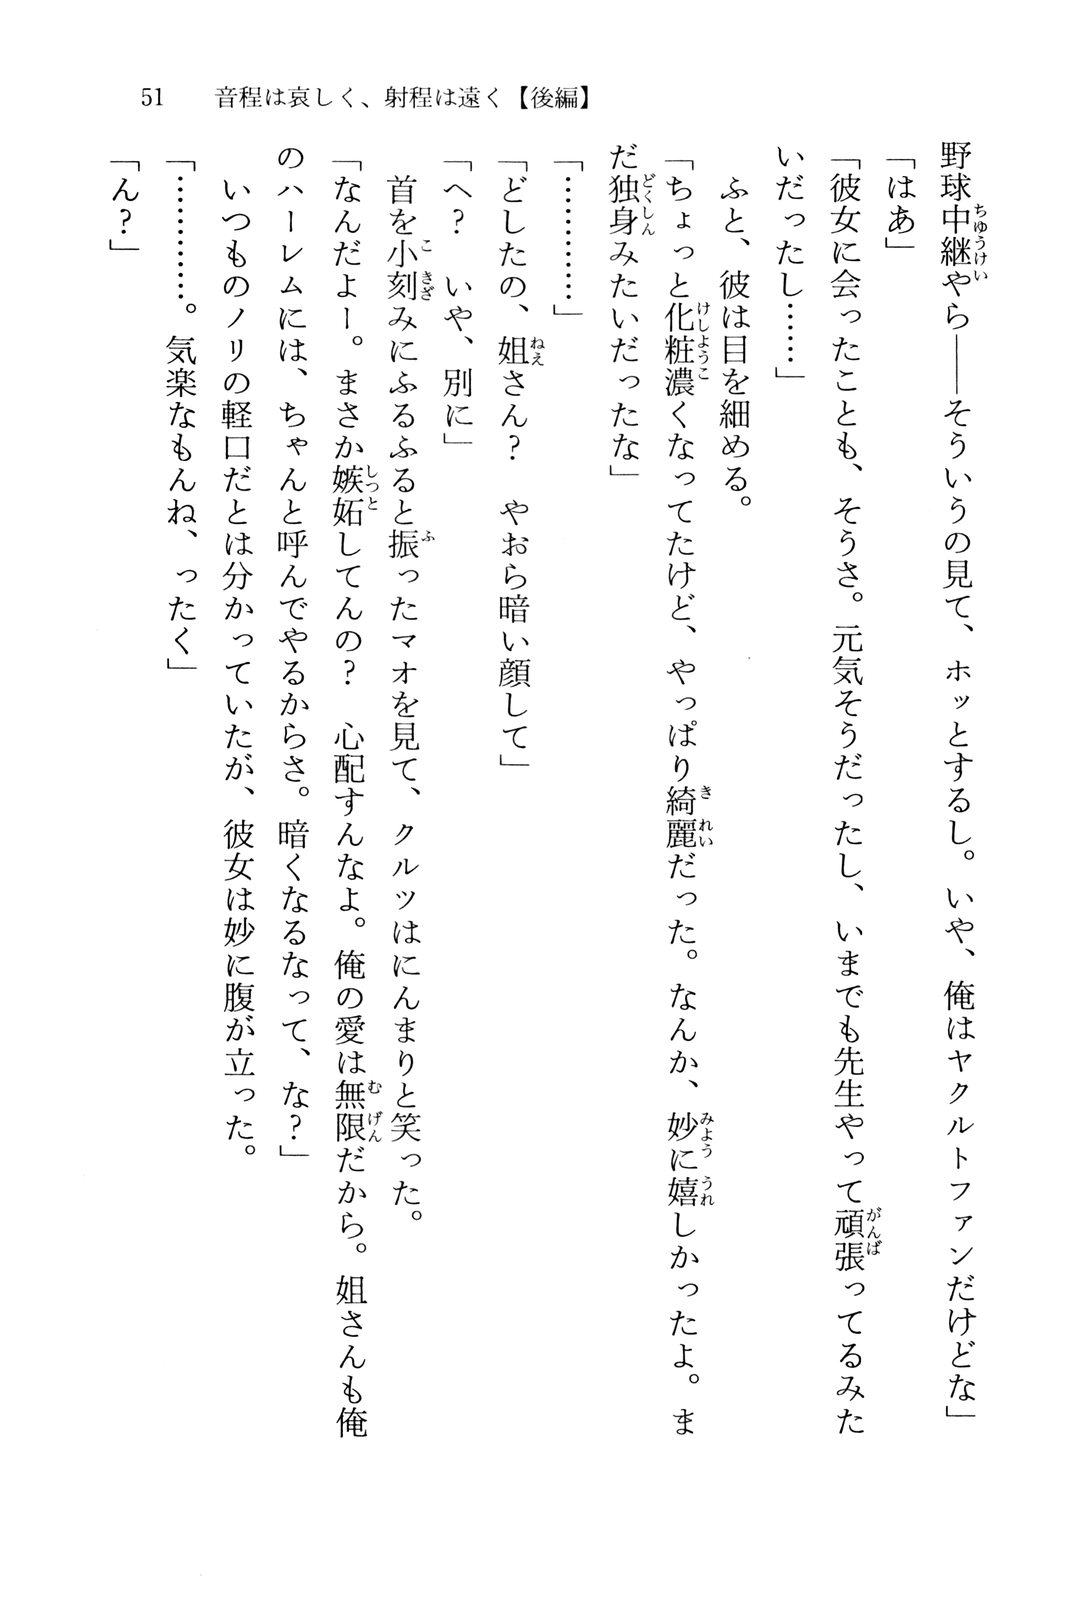 51　音程は哀しく、射程は遠く【後編】
野球中継やら――そういうの見て、ホッとするし。いや、俺はヤクルトファンだけどな」
「はあ」
「彼女に会ったことも、そうさ。元気そうだったし、いまでも先生やって頑張ってるみた
いだったし……」
　ふと、彼は目を細める。
「ちょっと化粧濃くなってたけど、やっぱり綺麗だった。なんか、妙に嬉しかったよ。ま
だ独身みたいだったな」
「…………」
「どしたの、姐さん？　やおら暗い顔して」
「へ？　いや、別に」
　首を小刻みにふるふると振ったマオを見て、クルツはにんまりと笑った。
「なんだよー。まさか嫉妬してんの？　心配すんなよ。俺の愛は無限だから。姐さんも俺
のハーレムには、ちゃんと呼んでやるからさ。暗くなるなって、な？」
　いつものノリの軽口だとは分かっていたが、彼女は妙に腹が立った。
「…………。気楽なもんね、ったく」
「ん？」